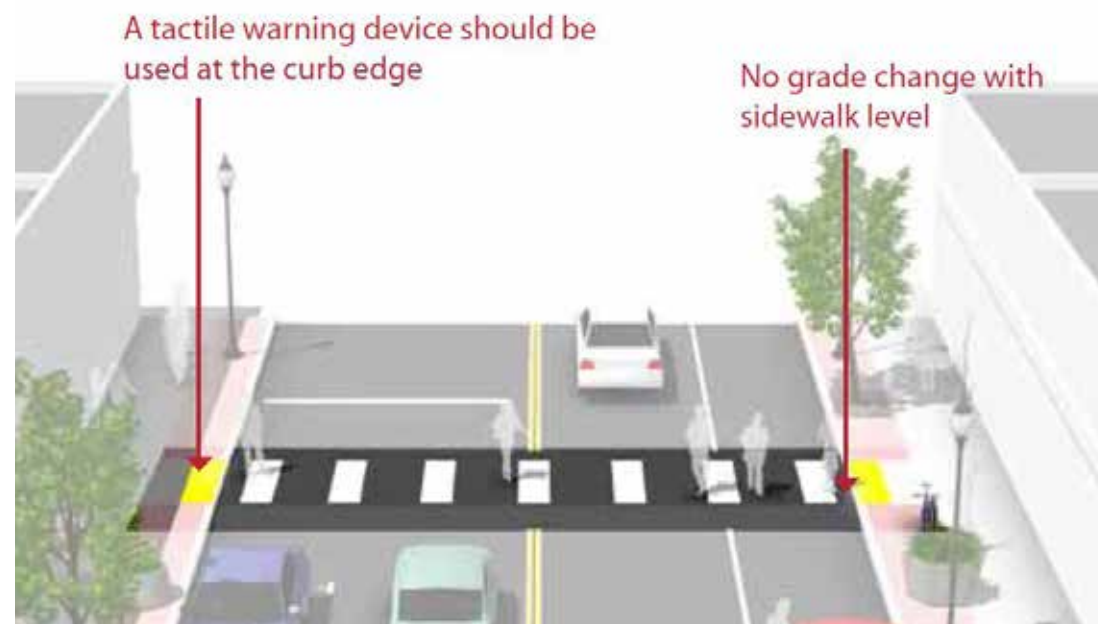 A tactile warning device should be
used at the curb edge
No grade change with
sidewalk level